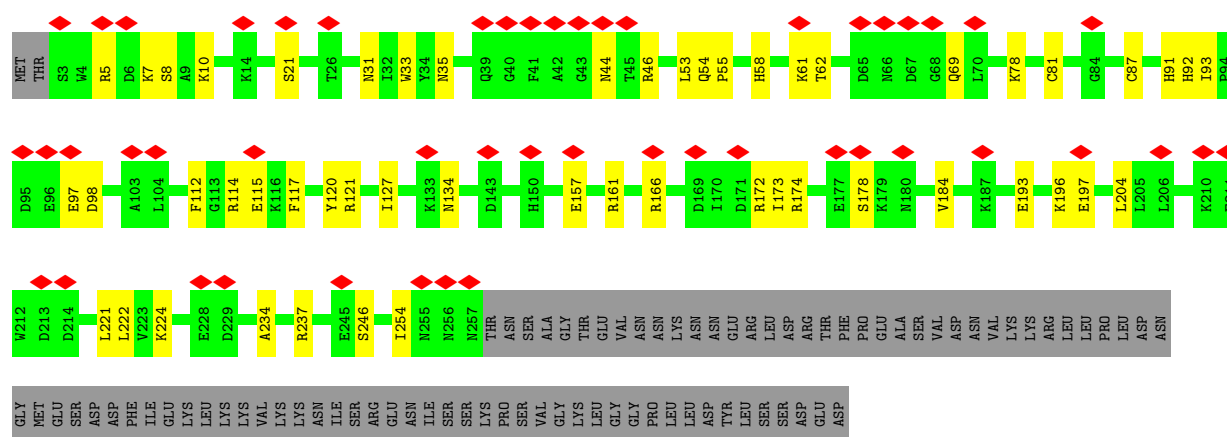 MET THR S3 W4 R5 D6 K7 S8 A9 K10 K14 S21 T26 N31 I32 W33 Y34 N35 Q39 G40 F41 A42 G43 N44 T45 R46 L53 Q54 P55 H58 K61 T62 D65 N66 D67 G68 Q69 L70 K78 C81 G84 C87 H91 H92 I93 P94
D95 E96 E97 D98 A103 L104 F112 G113 R114 E115 K116 F117 Y120 R121 I127 K133 N134 D143 H150 E157 R161 R166 D169 I170 D171 R172 I173 R174 E177 S178 K179 N180 V184 K187 E193 K196 E197 L204 L205 L206 K210
W212 D213 D214 L221 L222 V223 K224 E228 D229 A234 R237 E245 S246 I254 N255 N256 N257 THR ASN SER ALA GLY THR GLU VAL ASN ASN LYS ASN ASN GLU ARG LEU ASP ARG THR PHE PRO GLU ALA SER VAL ASP ASN VAL LYS LYS ARG LEU LEU PRO LEU ASP ASN
GLY MET GLU SER ASP ASP PHE ILE GLU LYS LEU LYS LYS VAL LYS LYS ASN ILE SER ARG GLU ASN ILE SER SER LYS PRO SER VAL GLY LYS LEU GLY GLY PRO LEU LEU ASP TYR LEU SER SER ASP GLU ASP